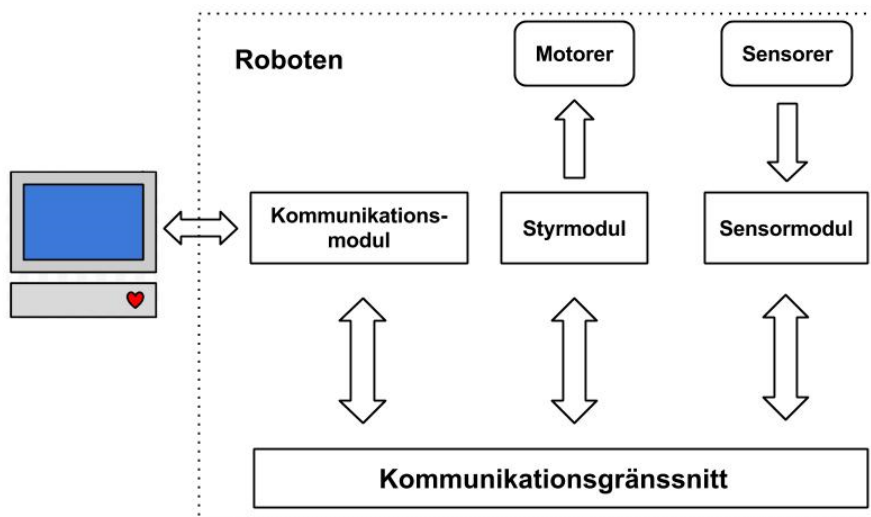 Roboten
Motorer
Sensorer
Kommunikations-
modul
Styrmodul
Sensormodul
Kommunikationsgränssnitt